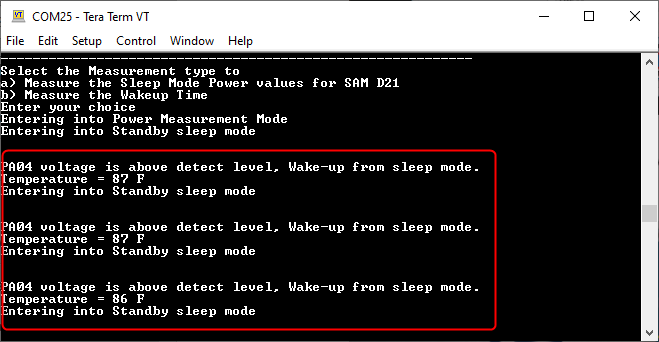 COM25 - Tera Term VT
File Edit Setup Control Window Help
----------------------------------------------------------
Select the Measurement type to
a) Measure the Sleep Mode Power values for SAM D21
b) Measure the Wakeup Time
Enter your choice
Entering into Power Measurement Mode
Entering into Standby sleep mode
PA04 voltage is above detect level, Wake-up from sleep mode.
Temperature = 87 F
Entering into Standby sleep mode
PA04 voltage is above detect level, Wake-up from sleep mode.
Temperature = 87 F
Entering into Standby sleep mode
PA04 voltage is above detect level, Wake-up from sleep mode.
Temperature = 86 F
Entering into Standby sleep mode